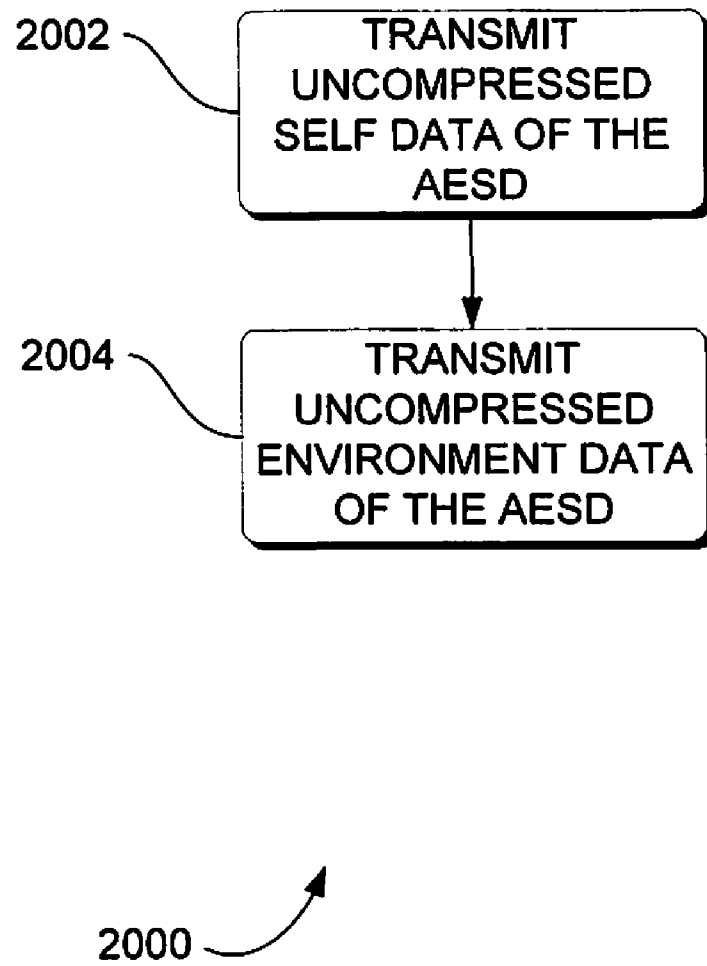 2002
TRANSMIT
UNCOMPRESSED
SELF DATA OF THE
AESD
2004
TRANSMIT
UNCOMPRESSED
ENVIRONMENT DATA
OF THE AESD
2000